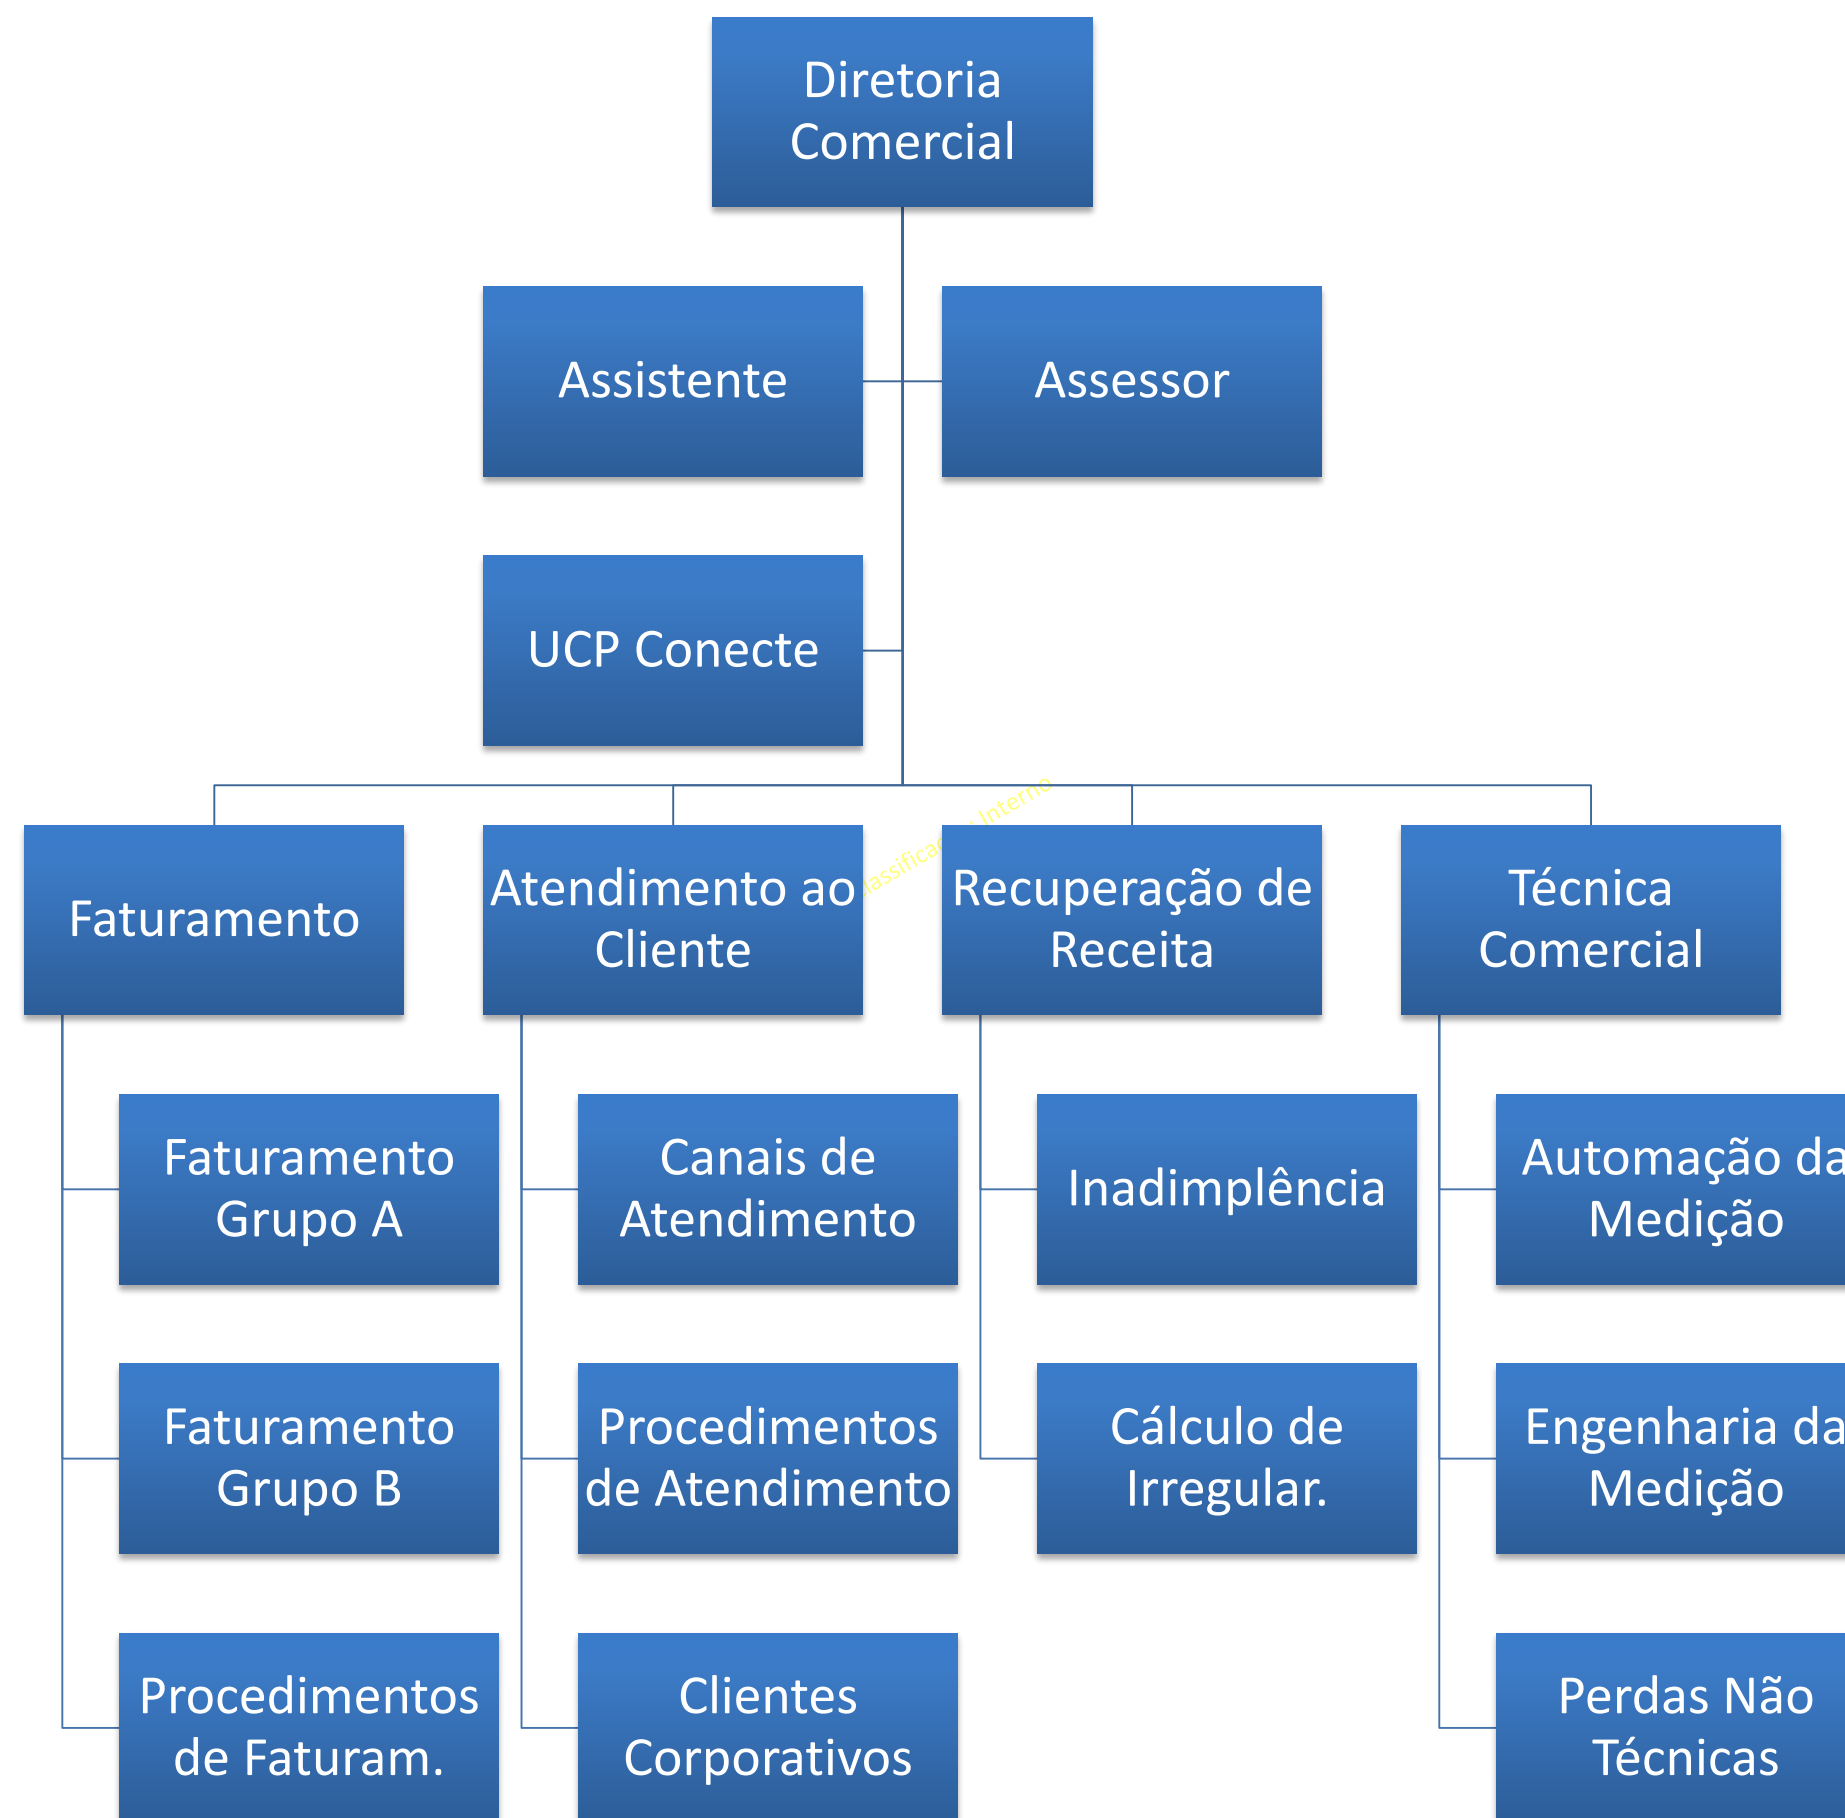 Diretoria
Comercial
Assistente
Assessor
UCP Conecte
Interno
Faturamento
Atendimento ao
Cliente
Recuperação de
Receita
Técnica
Comercial
Faturamento
Grupo A
Canais de
Atendimento
Inadimplência
Automação da
Medição
Faturamento
Grupo B
Procedimentos
de Atendimento
Cálculo de
Irregular.
Engenharia da
Medição
Procedimentos
de Faturam.
Clientes
Corporativos
Perdas Não
Técnicas